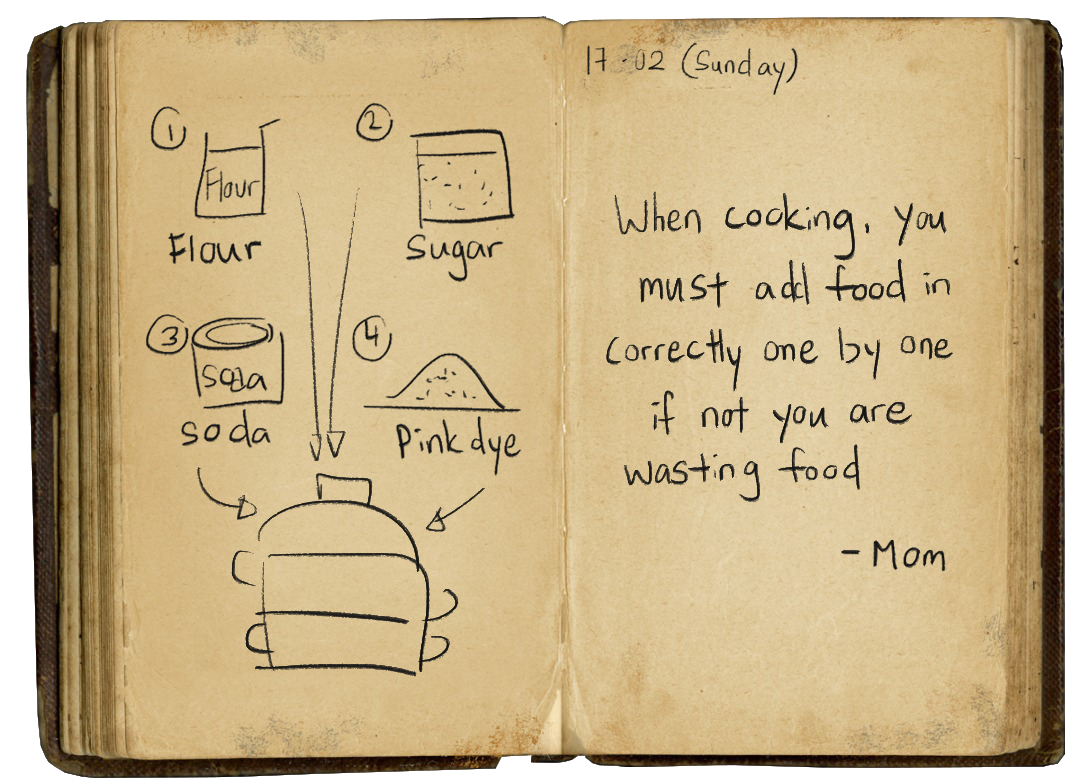 1
Flour
Flour
2
Sugar
3
soda
soda
4
Pink dye
17-02 (Sunday)
When cooking, you
must add food in
correctly one by one
if not you are
wasting food
- Mom